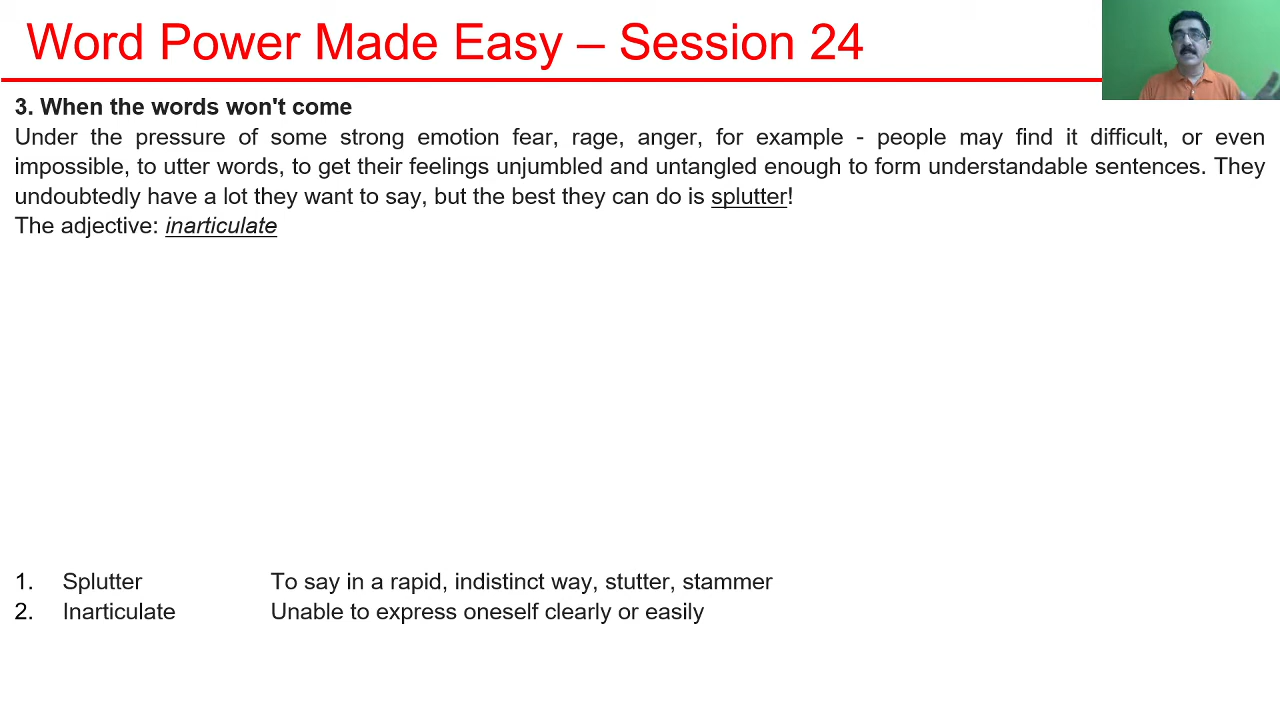 Word Power Made Easy – Session 24
3. When the words won't come
Under the pressure of some strong emotion fear, rage, anger, for example - people may find it difficult, or even
impossible, to utter words, to get their feelings unjumbled and untangled enough to form understandable sentences. They
undoubtedly have a lot they want to say, but the best they can do is splutter!
The adjective: inarticulate
1. Splutter To say in a rapid, indistinct way, stutter, stammer
2. Inarticulate Unable to express oneself clearly or easily